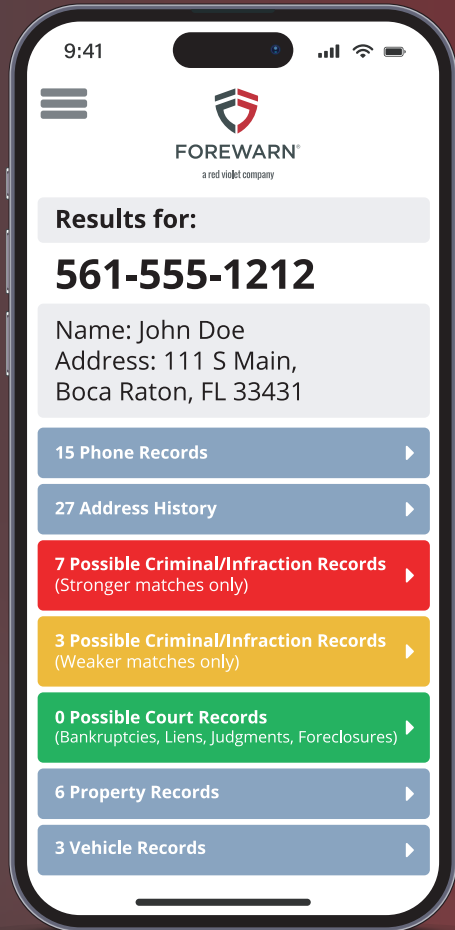 9:41
FOREWARN®
a red violet company
Results for:
561-555-1212
Name: John Doe
Address: 111 S Main,
Boca Raton, FL 33431
15 Phone Records
27 Address History
7 Possible Criminal/Infraction Records
(Stronger matches only)
3 Possible Criminal/Infraction Records
(Weaker matches only)
0 Possible Court Records
(Bankruptcies, Liens, Judgments, Foreclosures)
6 Property Records
3 Vehicle Records